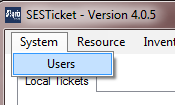 SESTicket - Version 4.0.5
System Resource Invent
Users
Local Tickets